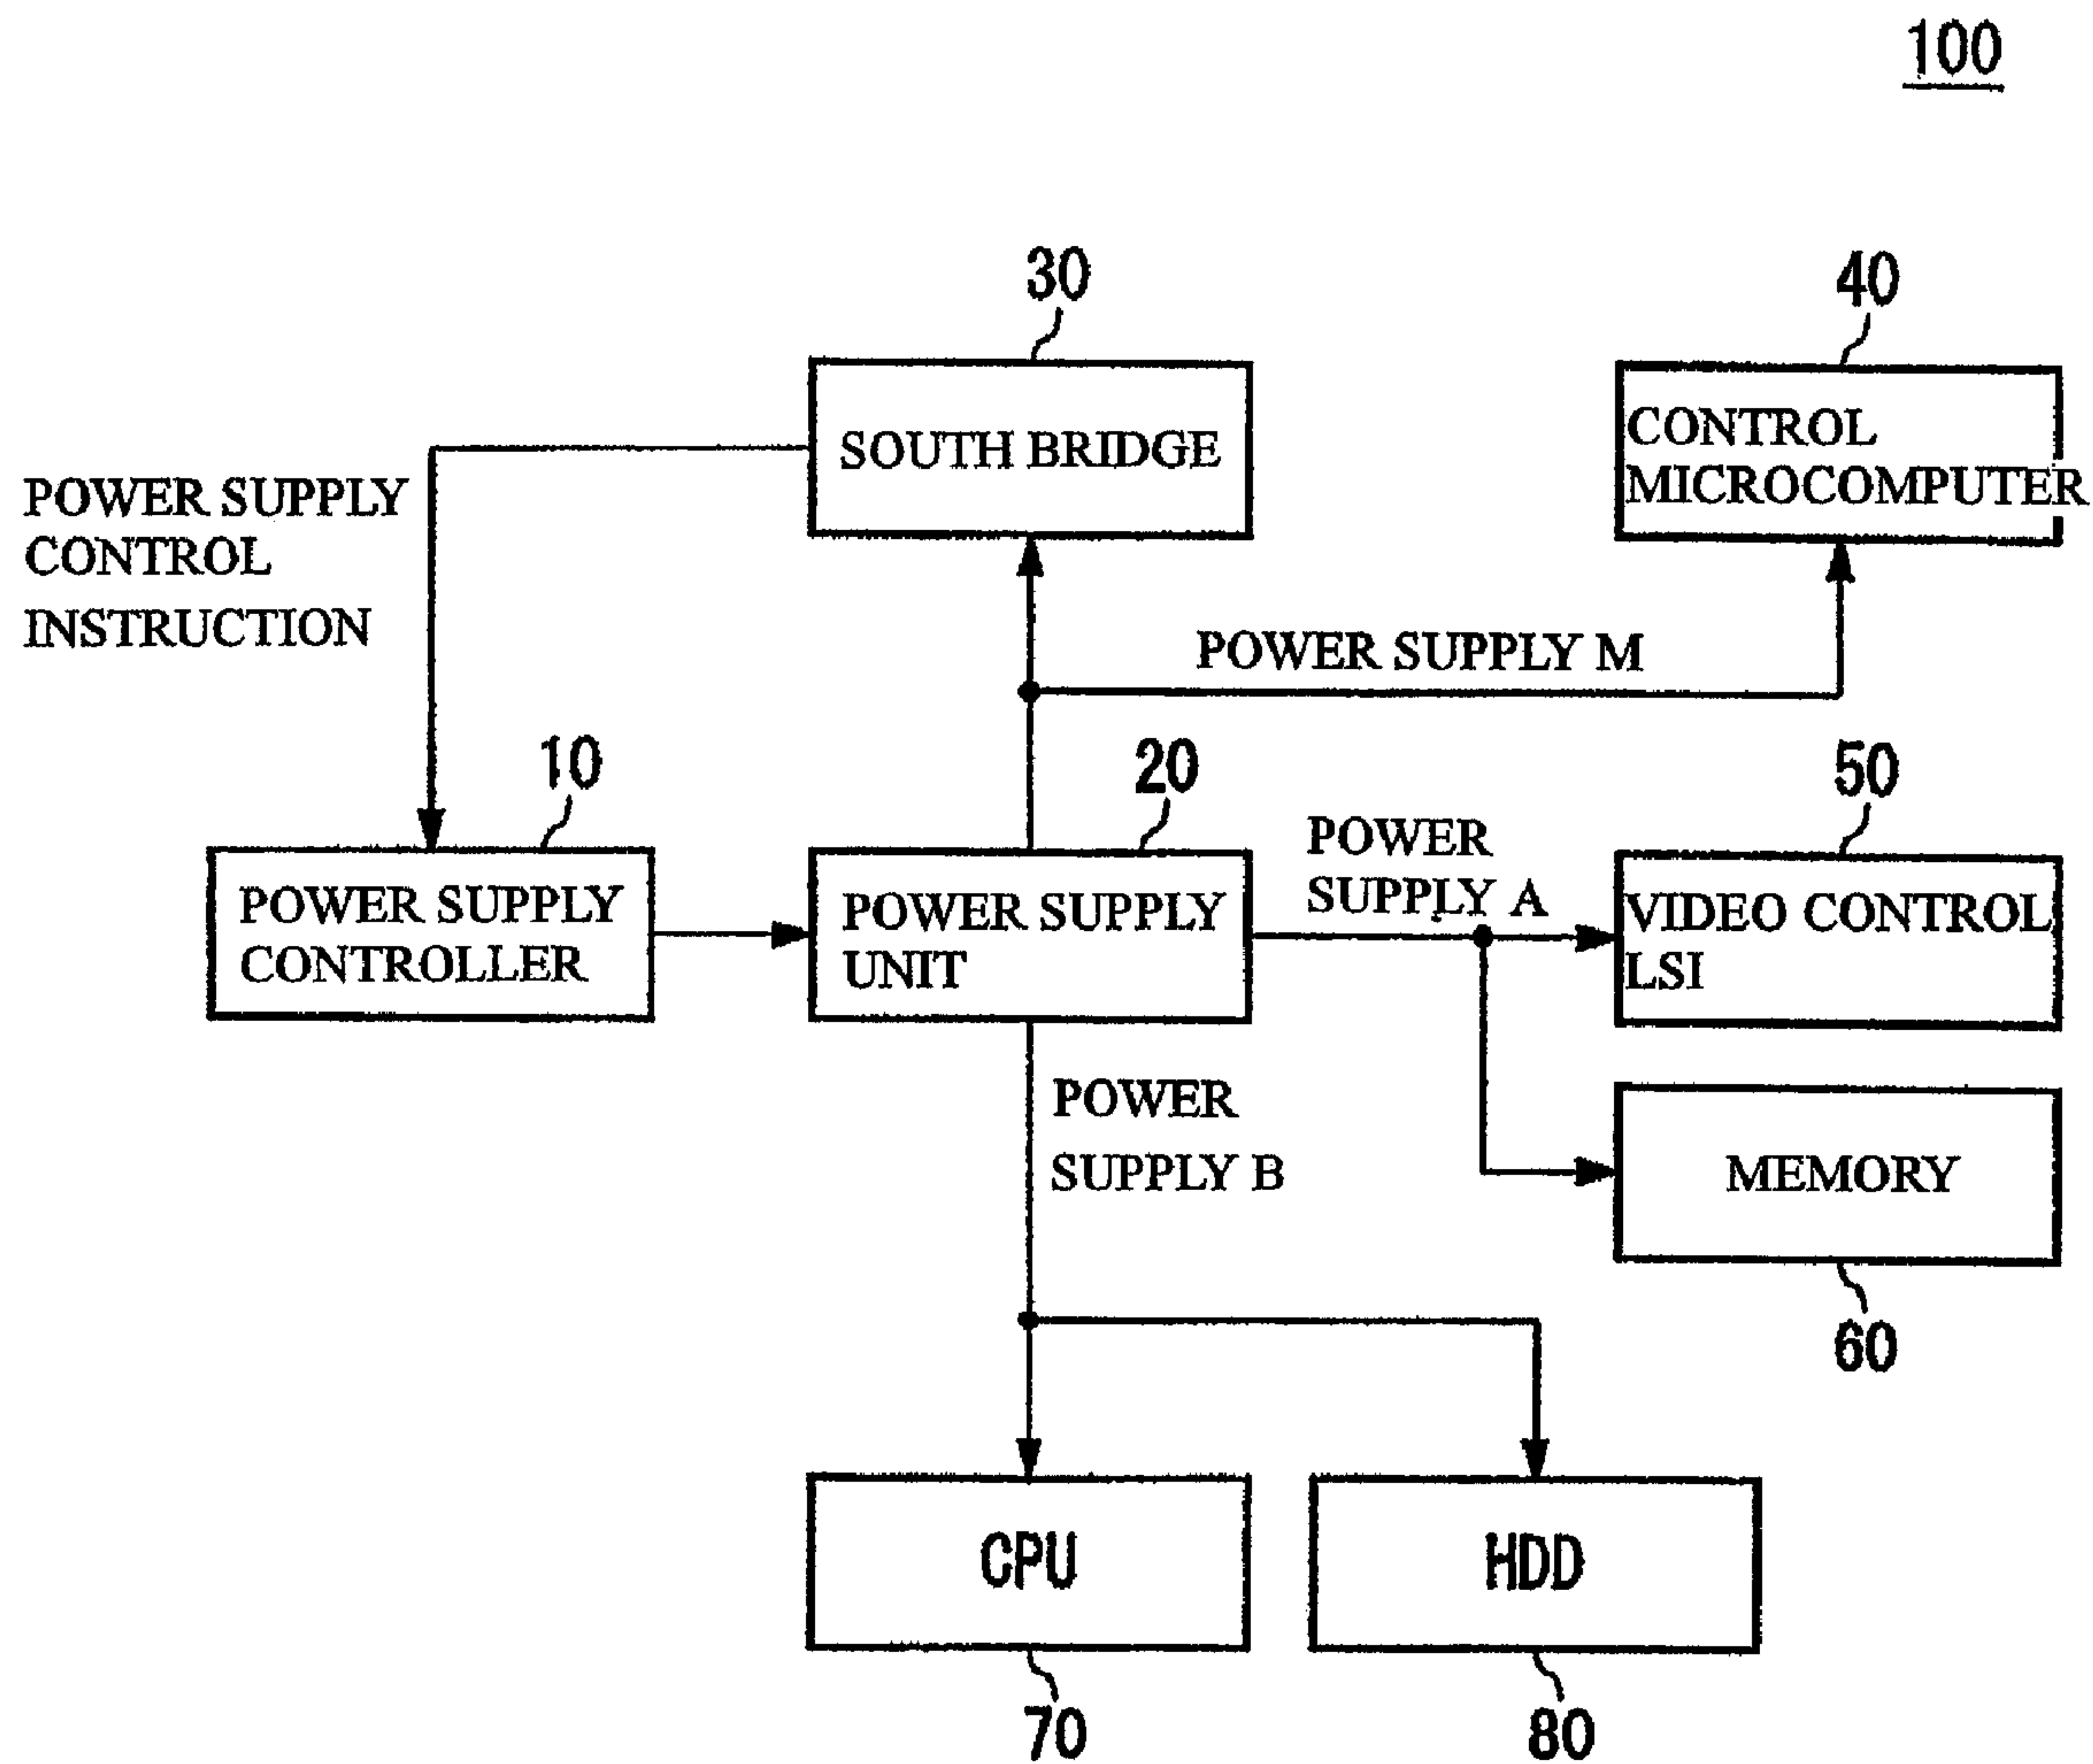 100
30
40
SOUTH BRIDGE
CONTROL
MICROCOMPUTER
POWER SUPPLY
CONTROL
INSTRUCTION
POWER SUPPLY M
10
20
50
POWER SUPPLY
CONTROLLER
POWER SUPPLY
UNIT
POWER
SUPPLY A
VIDEO CONTROL
LSI
POWER
SUPPLY B
MEMORY
60
CPU
HDD
70
80